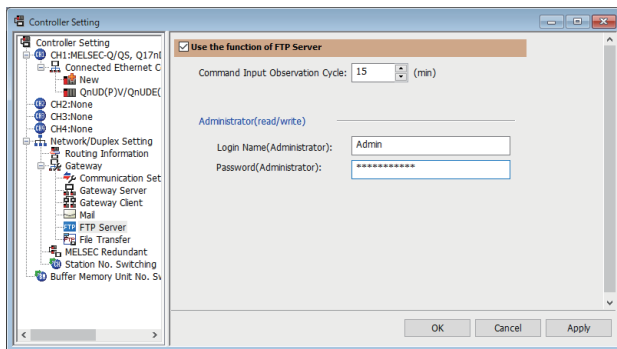 Controller Setting
Controller Setting
CH1:MELSEC-Q/QS, Q17n
Connected Ethernet C
New
QnUD(P)V/QnUDE(
CH2:None
CH3:None
CH4:None
Network/Duplex Setting
Routing Information
Gateway
Communication Set
Gateway Server
Gateway Client
Mail
FTP FTP Server
File Transfer
MELSEC Redundant
Station No. Switching
Buffer Memory Unit No. Sw
Use the function of FTP Server
Command Input Observation Cycle: 15 (min)
Administrator(read/write)
Login Name(Administrator): Admin
Password(Administrator): ***********
OK Cancel Apply